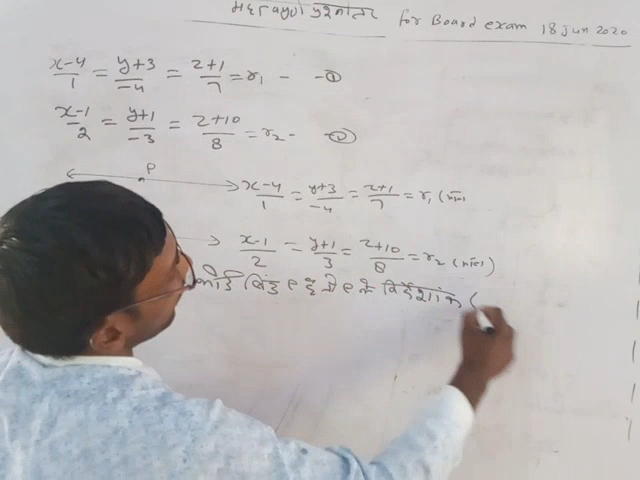 महत्वपूर्ण प्रश्नोत्तर for Board exam 18 Jun 2020
x-4/1 = y+3/-4 = z+1/7 = r₁ - - ①
x-1/2 = y+1/-3 = z+10/8 = r₂ - ②
P
x-4/1 = y+3/-4 = z+1/7 = r₁ (माना
x-1/2 = y+1/3 = z+10/8 = r₂ (माना)
कोई बिंदु P है तो P के निर्देशांक (